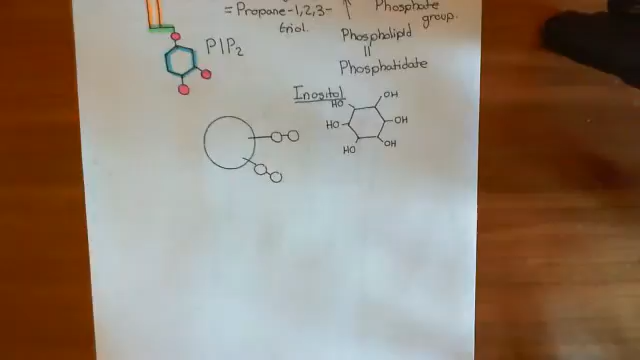 = Propane-1,2,3-
triol.
Phosphate
group.
Phospholipid
=
Phosphatidate
PIP2
Inositol
HO
OH
HO
OH
HO
OH